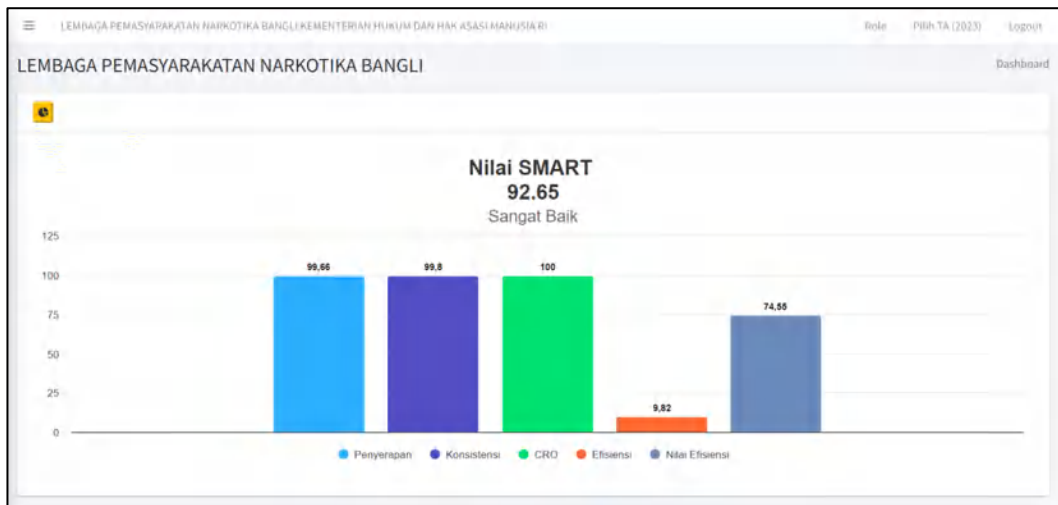 LEMBAGA PEMASYARAKATAN NARKOTIKA BANGLI KEMENTERIAN HUKUM DAN HAK ASASI MANUSIA RI
Role Pilih TA (2023) Logout
LEMBAGA PEMASYARAKATAN NARKOTIKA BANGLI
Dashboard
Nilai SMART
92.65
Sangat Baik
125
100
75
50
25
0
99,66
99,8
100
9,82
74,55
Penyerapan Konsistensi CRO Efisiensi Nilai Efisiensi